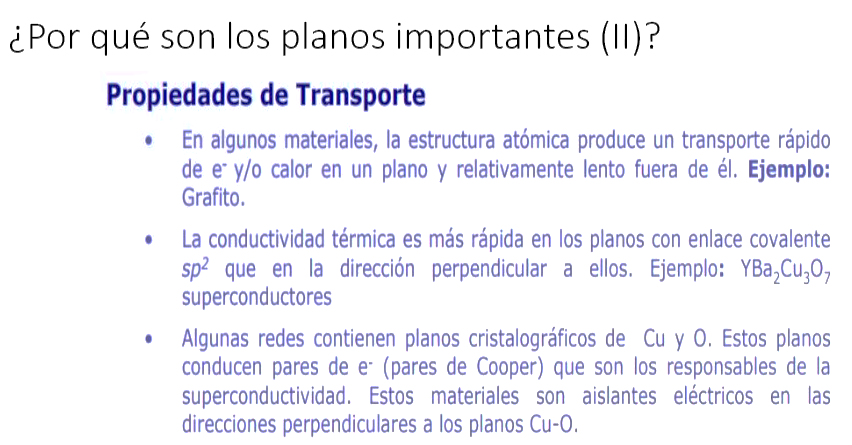 ¿Por qué son los planos importantes (II)?
Propiedades de Transporte
• En algunos materiales, la estructura atómica produce un transporte rápido
de e⁻ y/o calor en un plano y relativamente lento fuera de él. Ejemplo:
Grafito.
• La conductividad térmica es más rápida en los planos con enlace covalente
sp² que en la dirección perpendicular a ellos. Ejemplo: YBa₂Cu₃O₇
superconductores
• Algunas redes contienen planos cristalográficos de Cu y O. Estos planos
conducen pares de e⁻ (pares de Cooper) que son los responsables de la
superconductividad. Estos materiales son aislantes eléctricos en las
direcciones perpendiculares a los planos Cu-O.